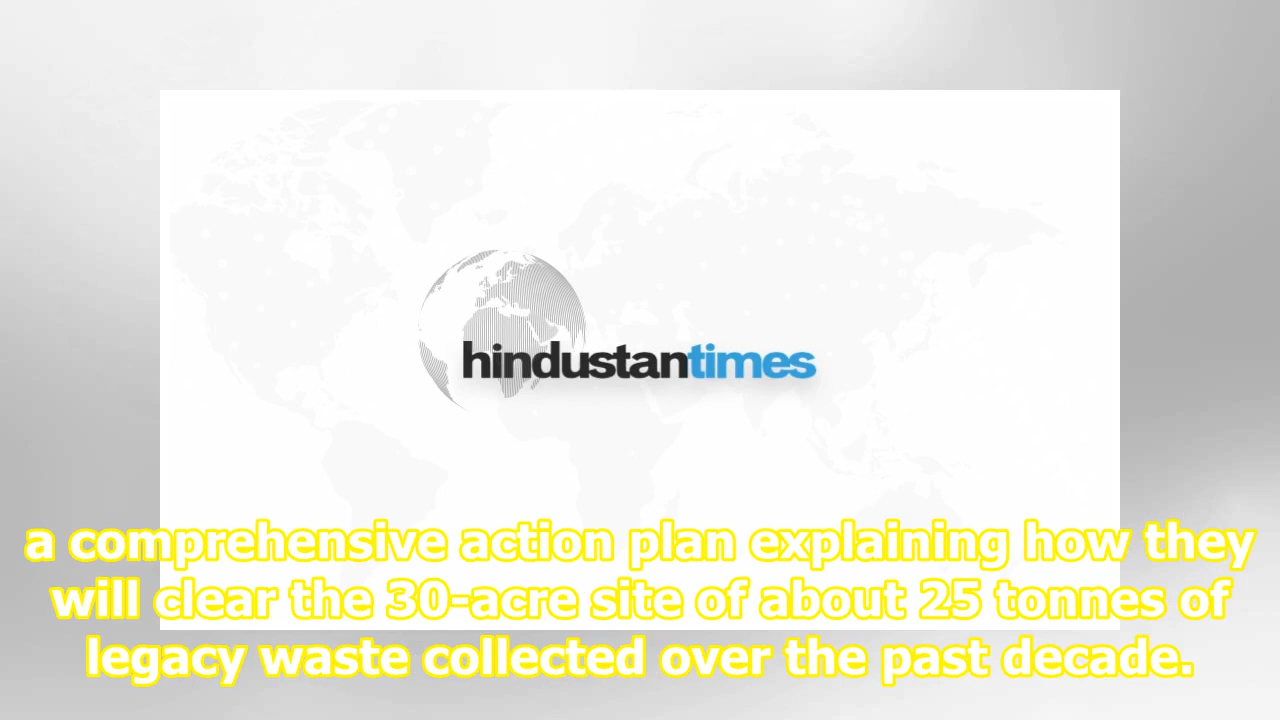 hindustantimes
a comprehensive action plan explaining how they
will clear the 30-acre site of about 25 tonnes of
legacy waste collected over the past decade.